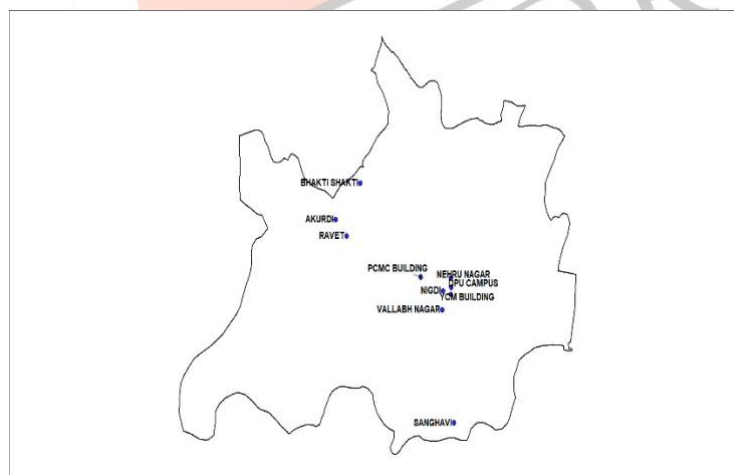 BHAKTI SHAKTI
AKURDI
RAVET
PCMC BUILDING
NEHRU NAGAR
DPU CAMPUS
NIGDI
YCM BUILDING
VALLABH NAGAR
SANGHAVI